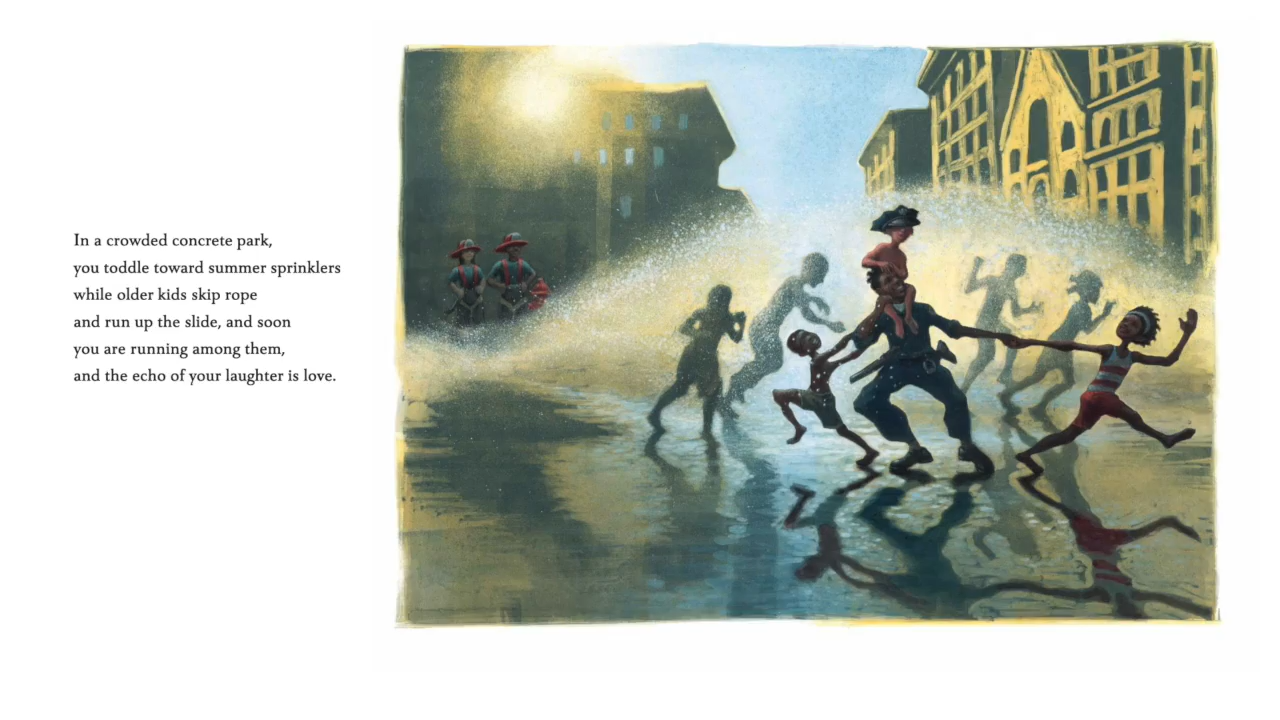 In a crowded concrete park,
you toddle toward summer sprinklers
while older kids skip rope
and run up the slide, and soon
you are running among them,
and the echo of your laughter is love.